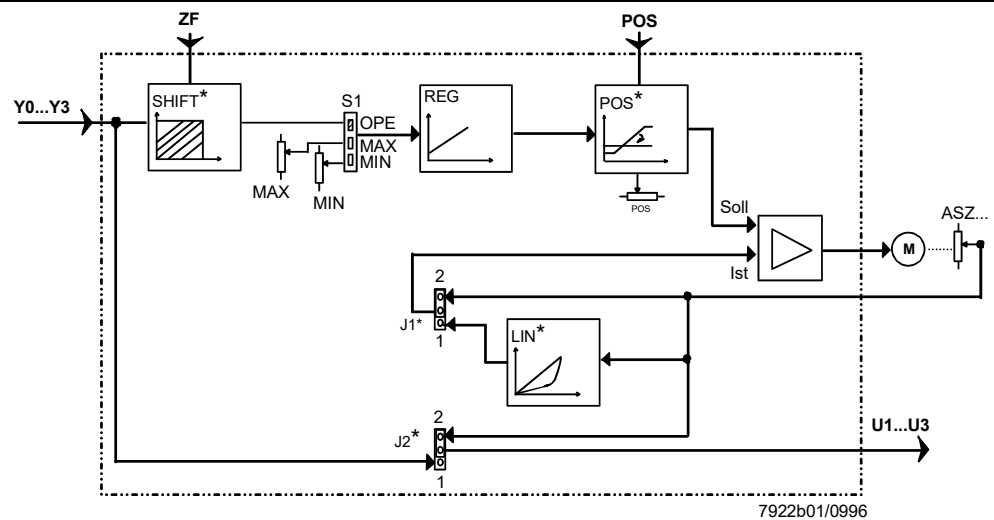 ZF
POS
Y0...Y3
SHIFT*
S1
OPE
MAX
MIN
MAX
MIN
REG
POS*
POS
Soll
Ist
M
ASZ...
2
J1*
1
LIN*
2
J2*
1
U1...U3
7922b01/0996